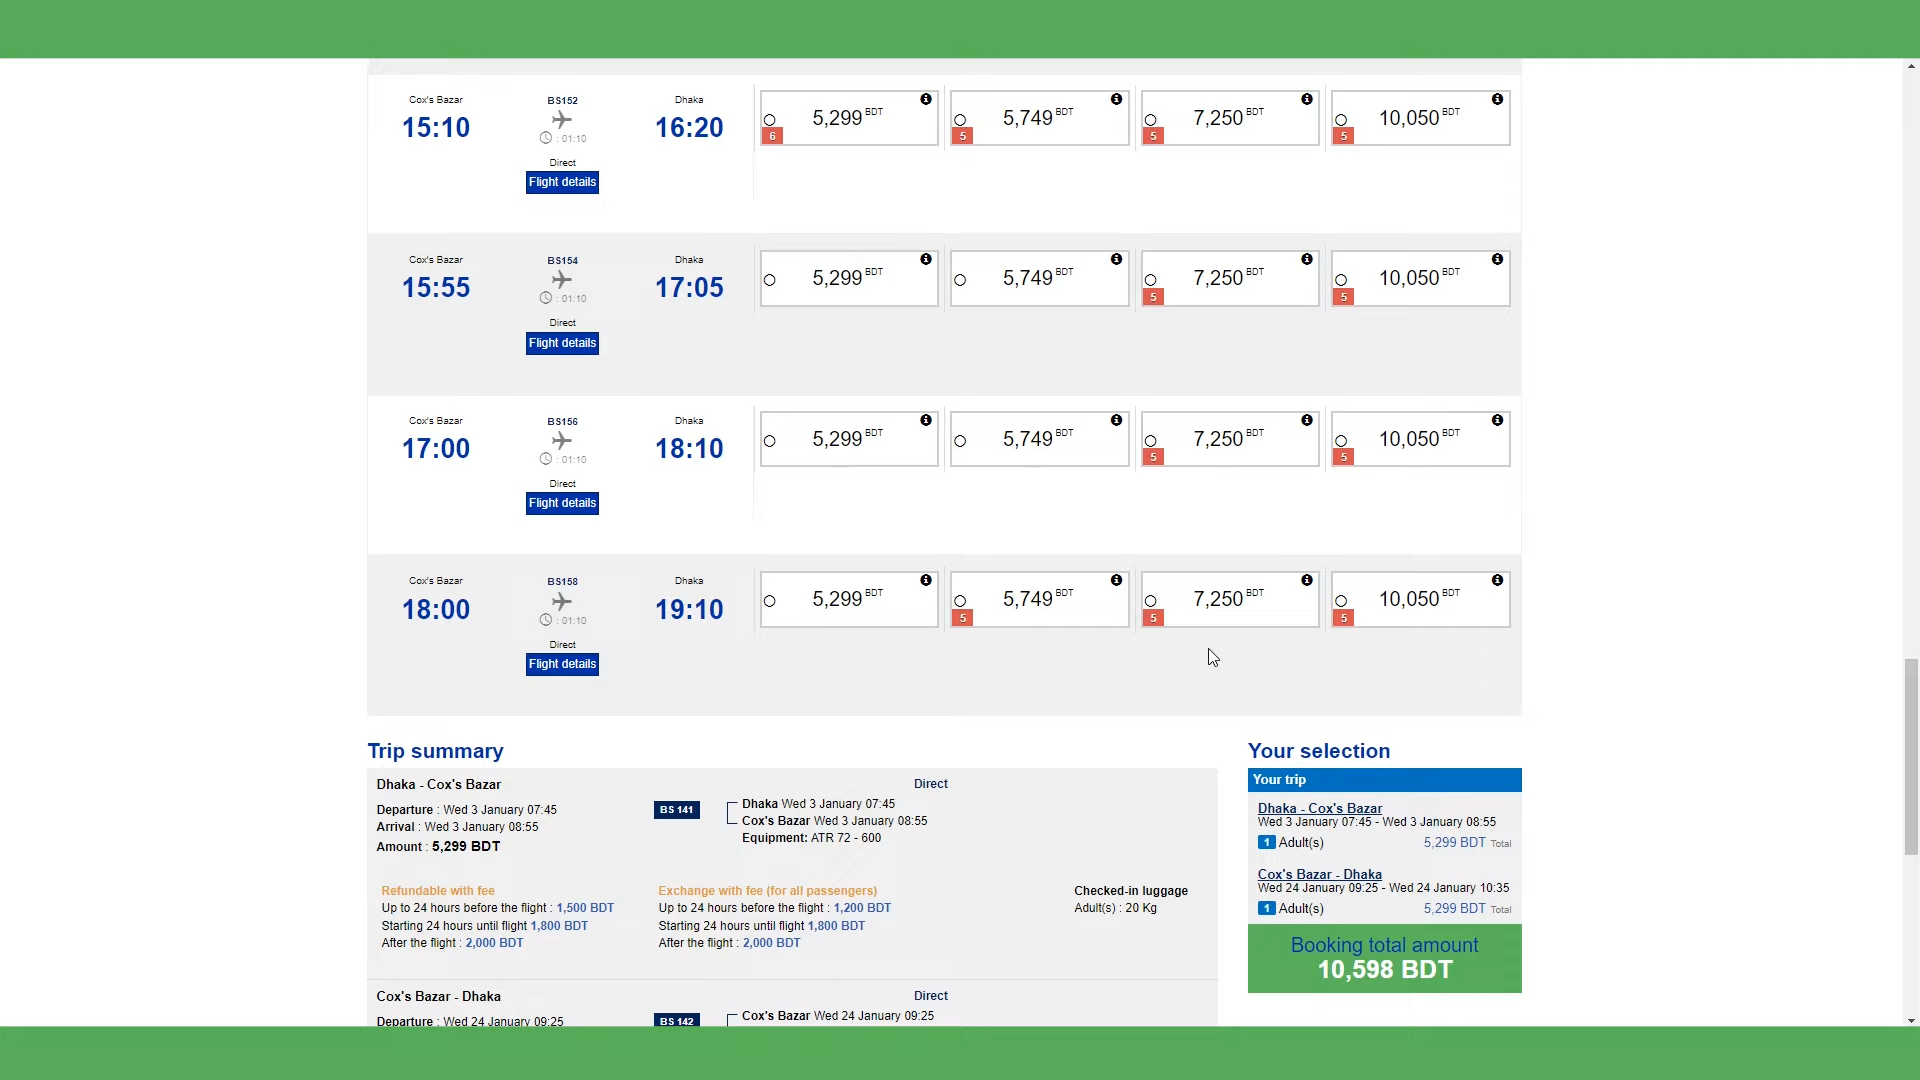 Cox's Bazar BS152 Dhaka
15:10 16:20
: 01:10
Direct
Flight details
5,299 BDT 5,749 BDT 7,250 BDT 10,050 BDT
6 5 5 5
Cox's Bazar BS154 Dhaka
15:55 17:05
: 01:10
Direct
Flight details
5,299 BDT 5,749 BDT 7,250 BDT 10,050 BDT
5 5
Cox's Bazar BS156 Dhaka
17:00 18:10
: 01:10
Direct
Flight details
5,299 BDT 5,749 BDT 7,250 BDT 10,050 BDT
5 5
Cox's Bazar BS158 Dhaka
18:00 19:10
: 01:10
Direct
Flight details
5,299 BDT 5,749 BDT 7,250 BDT 10,050 BDT
5 5 5
Trip summary
Dhaka - Cox's Bazar Direct
Departure : Wed 3 January 07:45
Arrival : Wed 3 January 08:55
Amount : 5,299 BDT
BS 141
Dhaka Wed 3 January 07:45
Cox's Bazar Wed 3 January 08:55
Equipment: ATR 72 - 600
Refundable with fee
Up to 24 hours before the flight : 1,500 BDT
Starting 24 hours until flight 1,800 BDT
After the flight : 2,000 BDT
Exchange with fee (for all passengers)
Up to 24 hours before the flight : 1,200 BDT
Starting 24 hours until flight 1,800 BDT
After the flight : 2,000 BDT
Checked-in luggage
Adult(s) : 20 Kg
Cox's Bazar - Dhaka Direct
Departure : Wed 24 January 09:25
BS 142
Cox's Bazar Wed 24 January 09:25
Your selection
Your trip
Dhaka - Cox's Bazar
Wed 3 January 07:45 - Wed 3 January 08:55
1 Adult(s) 5,299 BDT Total
Cox's Bazar - Dhaka
Wed 24 January 09:25 - Wed 24 January 10:35
1 Adult(s) 5,299 BDT Total
Booking total amount
10,598 BDT